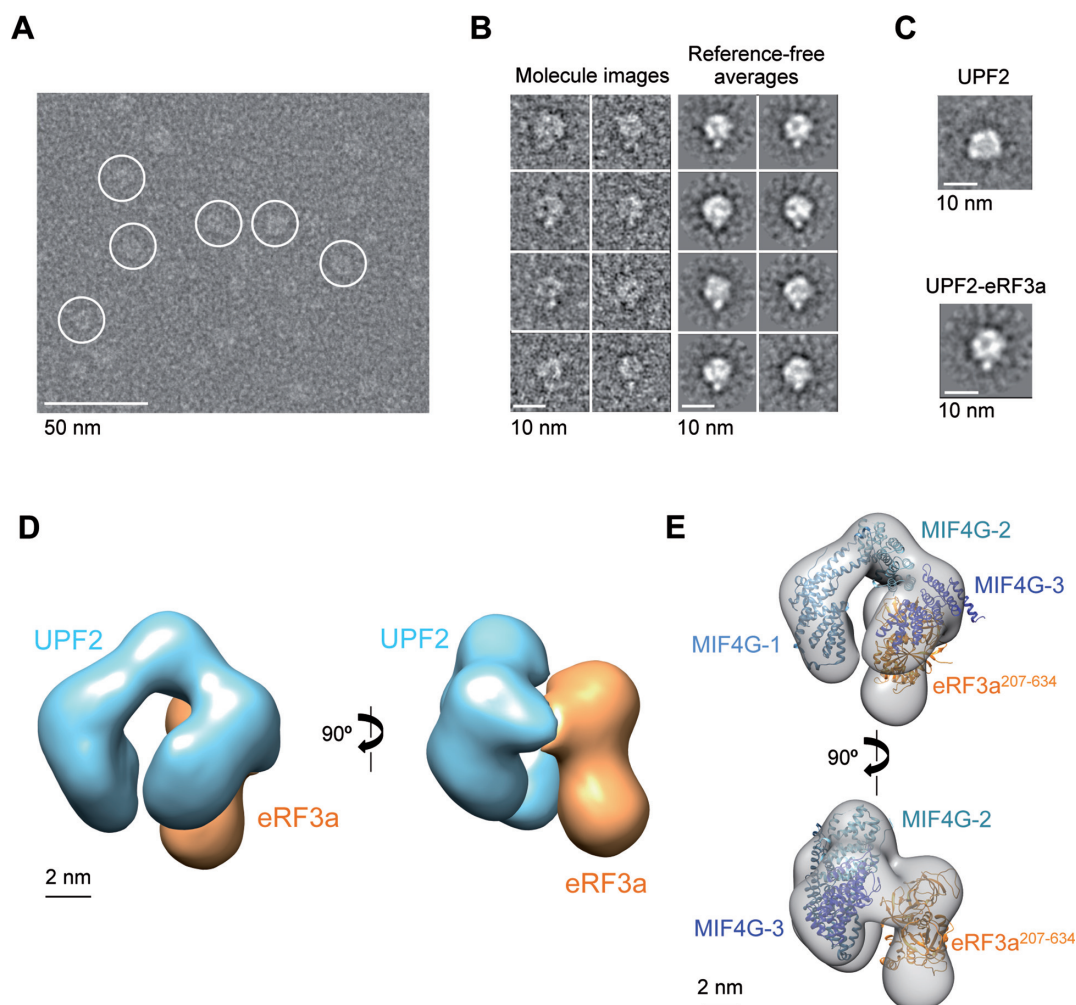 A
50 nm
B
Molecule images
Reference-free
averages
10 nm
10 nm
C
UPF2
10 nm
UPF2-eRF3a
10 nm
D
UPF2
eRF3a
2 nm
90º
UPF2
eRF3a
E
MIF4G-2
MIF4G-3
MIF4G-1
eRF3a207-634
90º
MIF4G-2
MIF4G-3
eRF3a207-634
2 nm